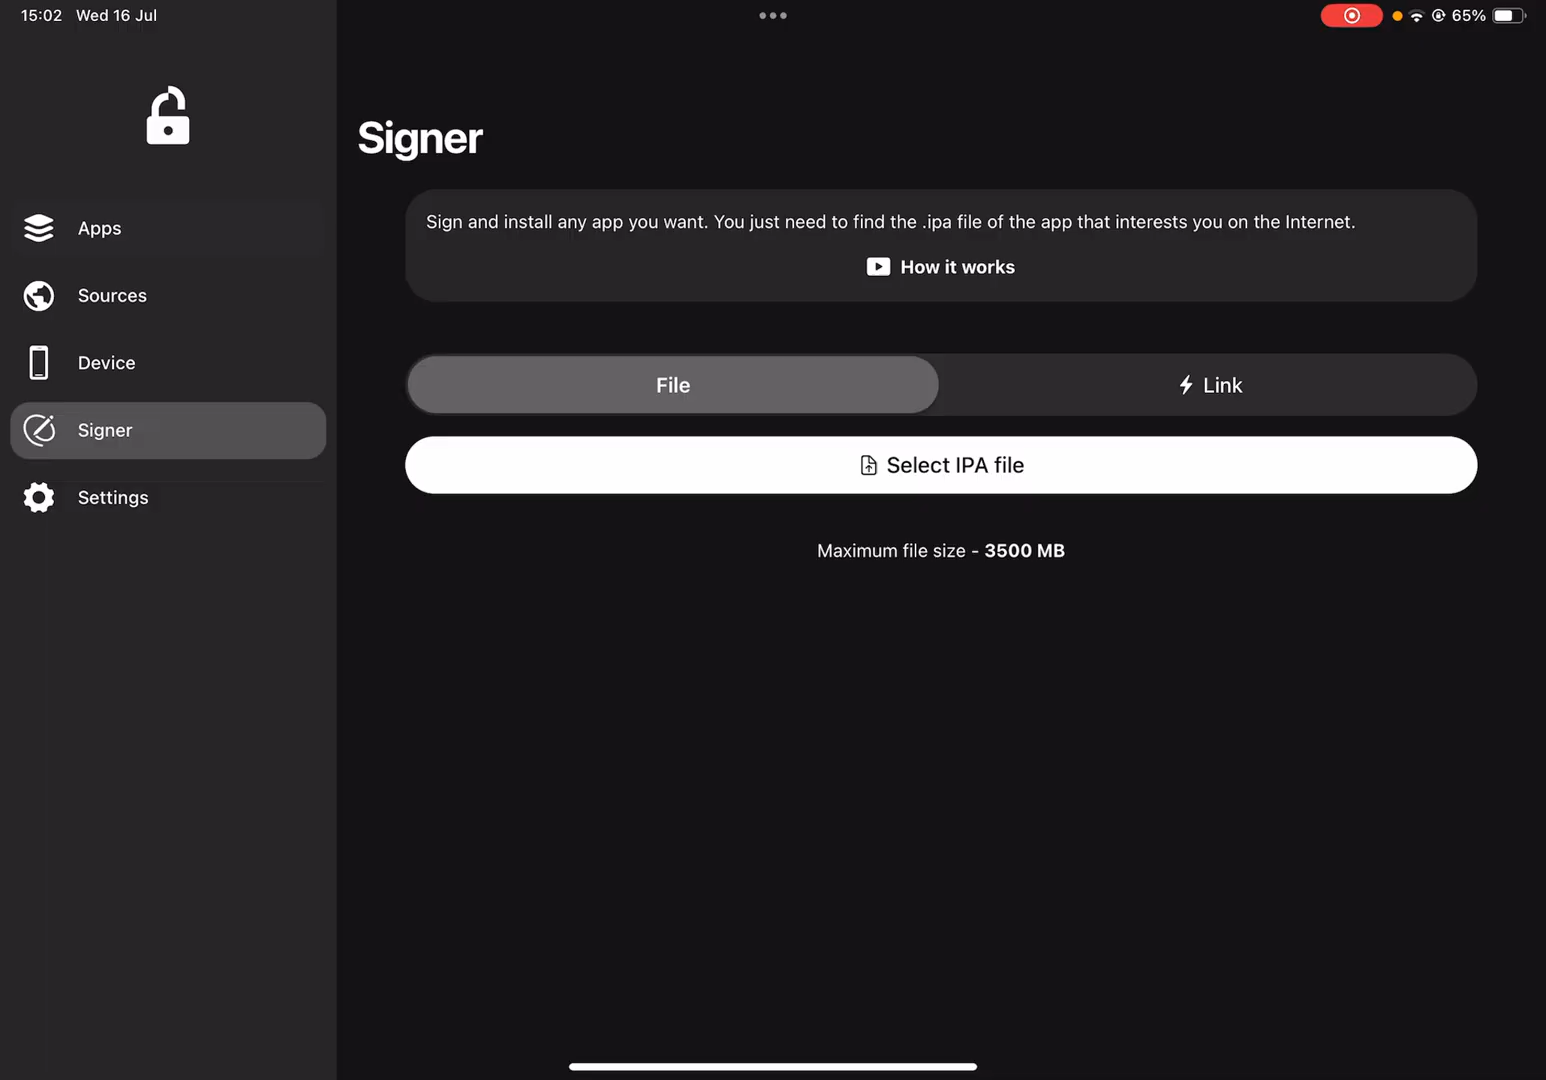 15:02 Wed 16 Jul
65%
Apps
Sources
Device
Signer
Settings
Signer
Sign and install any app you want. You just need to find the .ipa file of the app that interests you on the Internet.
How it works
File
Link
Select IPA file
Maximum file size - 3500 MB